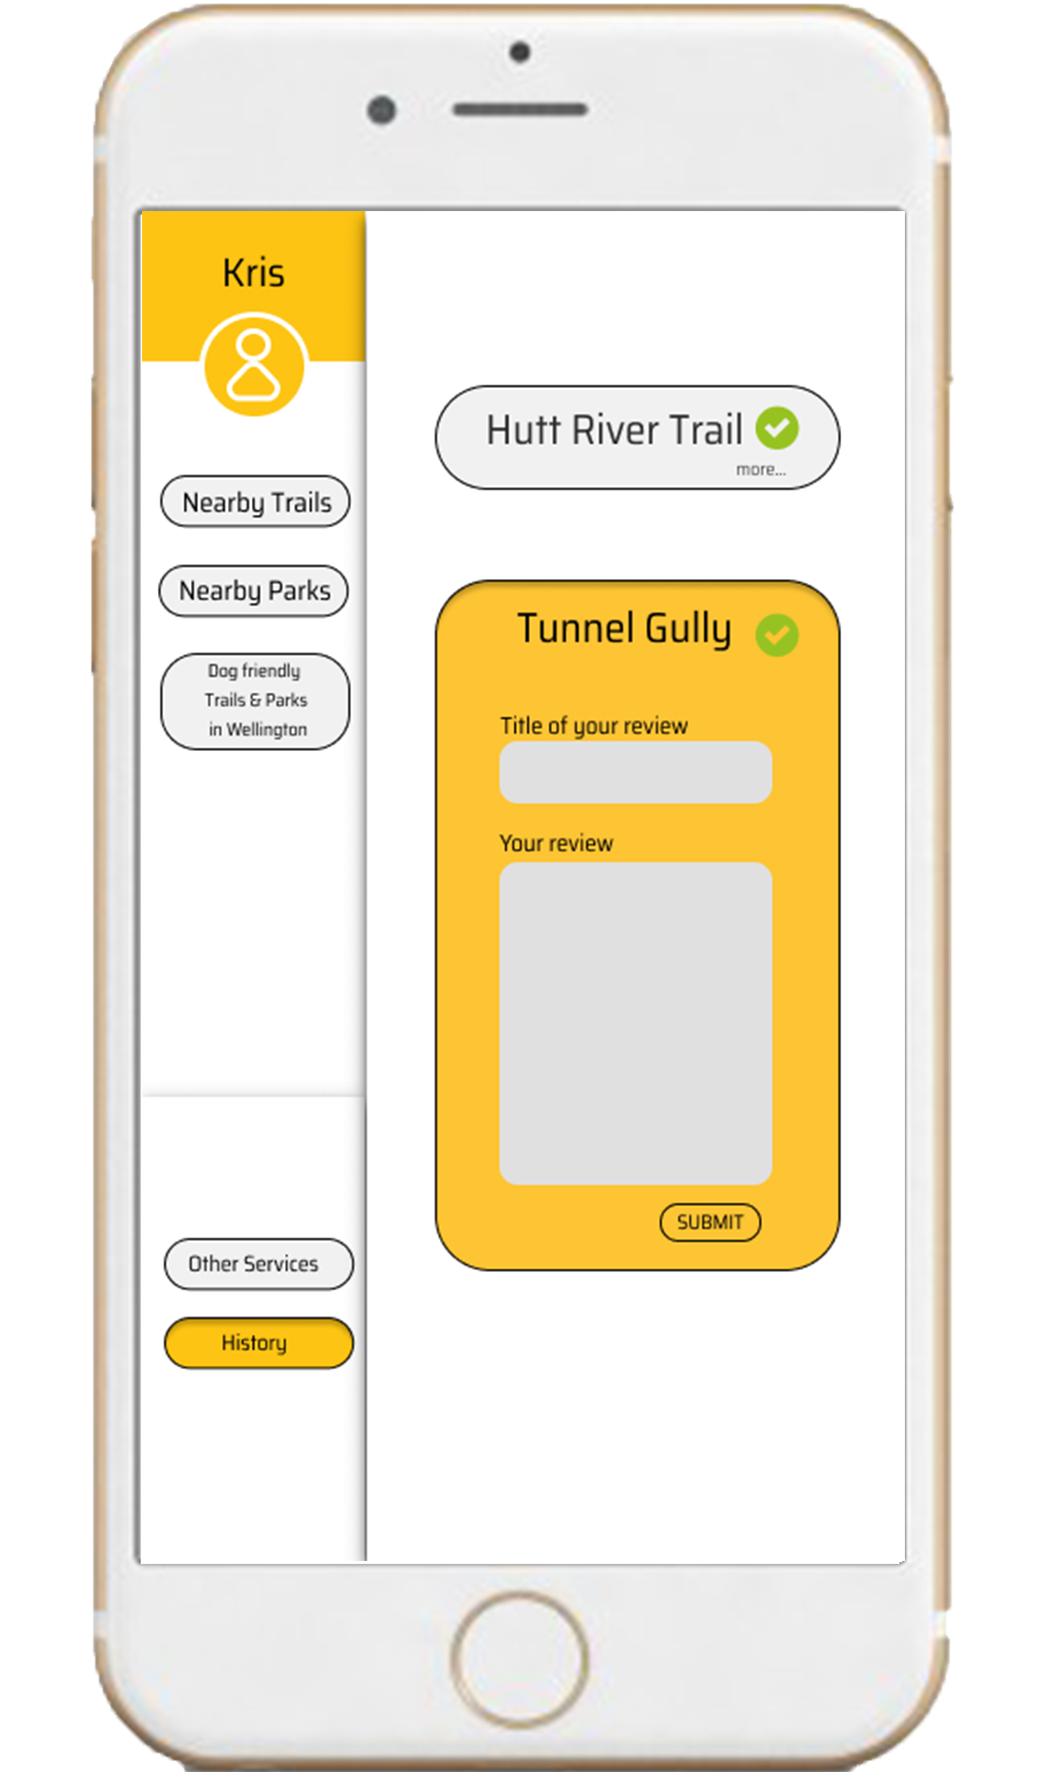 Kris
Nearby Trails
Nearby Parks
Dog friendly
Trails & Parks
in Wellington
Other Services
History
Hutt River Trail
more...
Tunnel Gully
Title of your review
Your review
SUBMIT